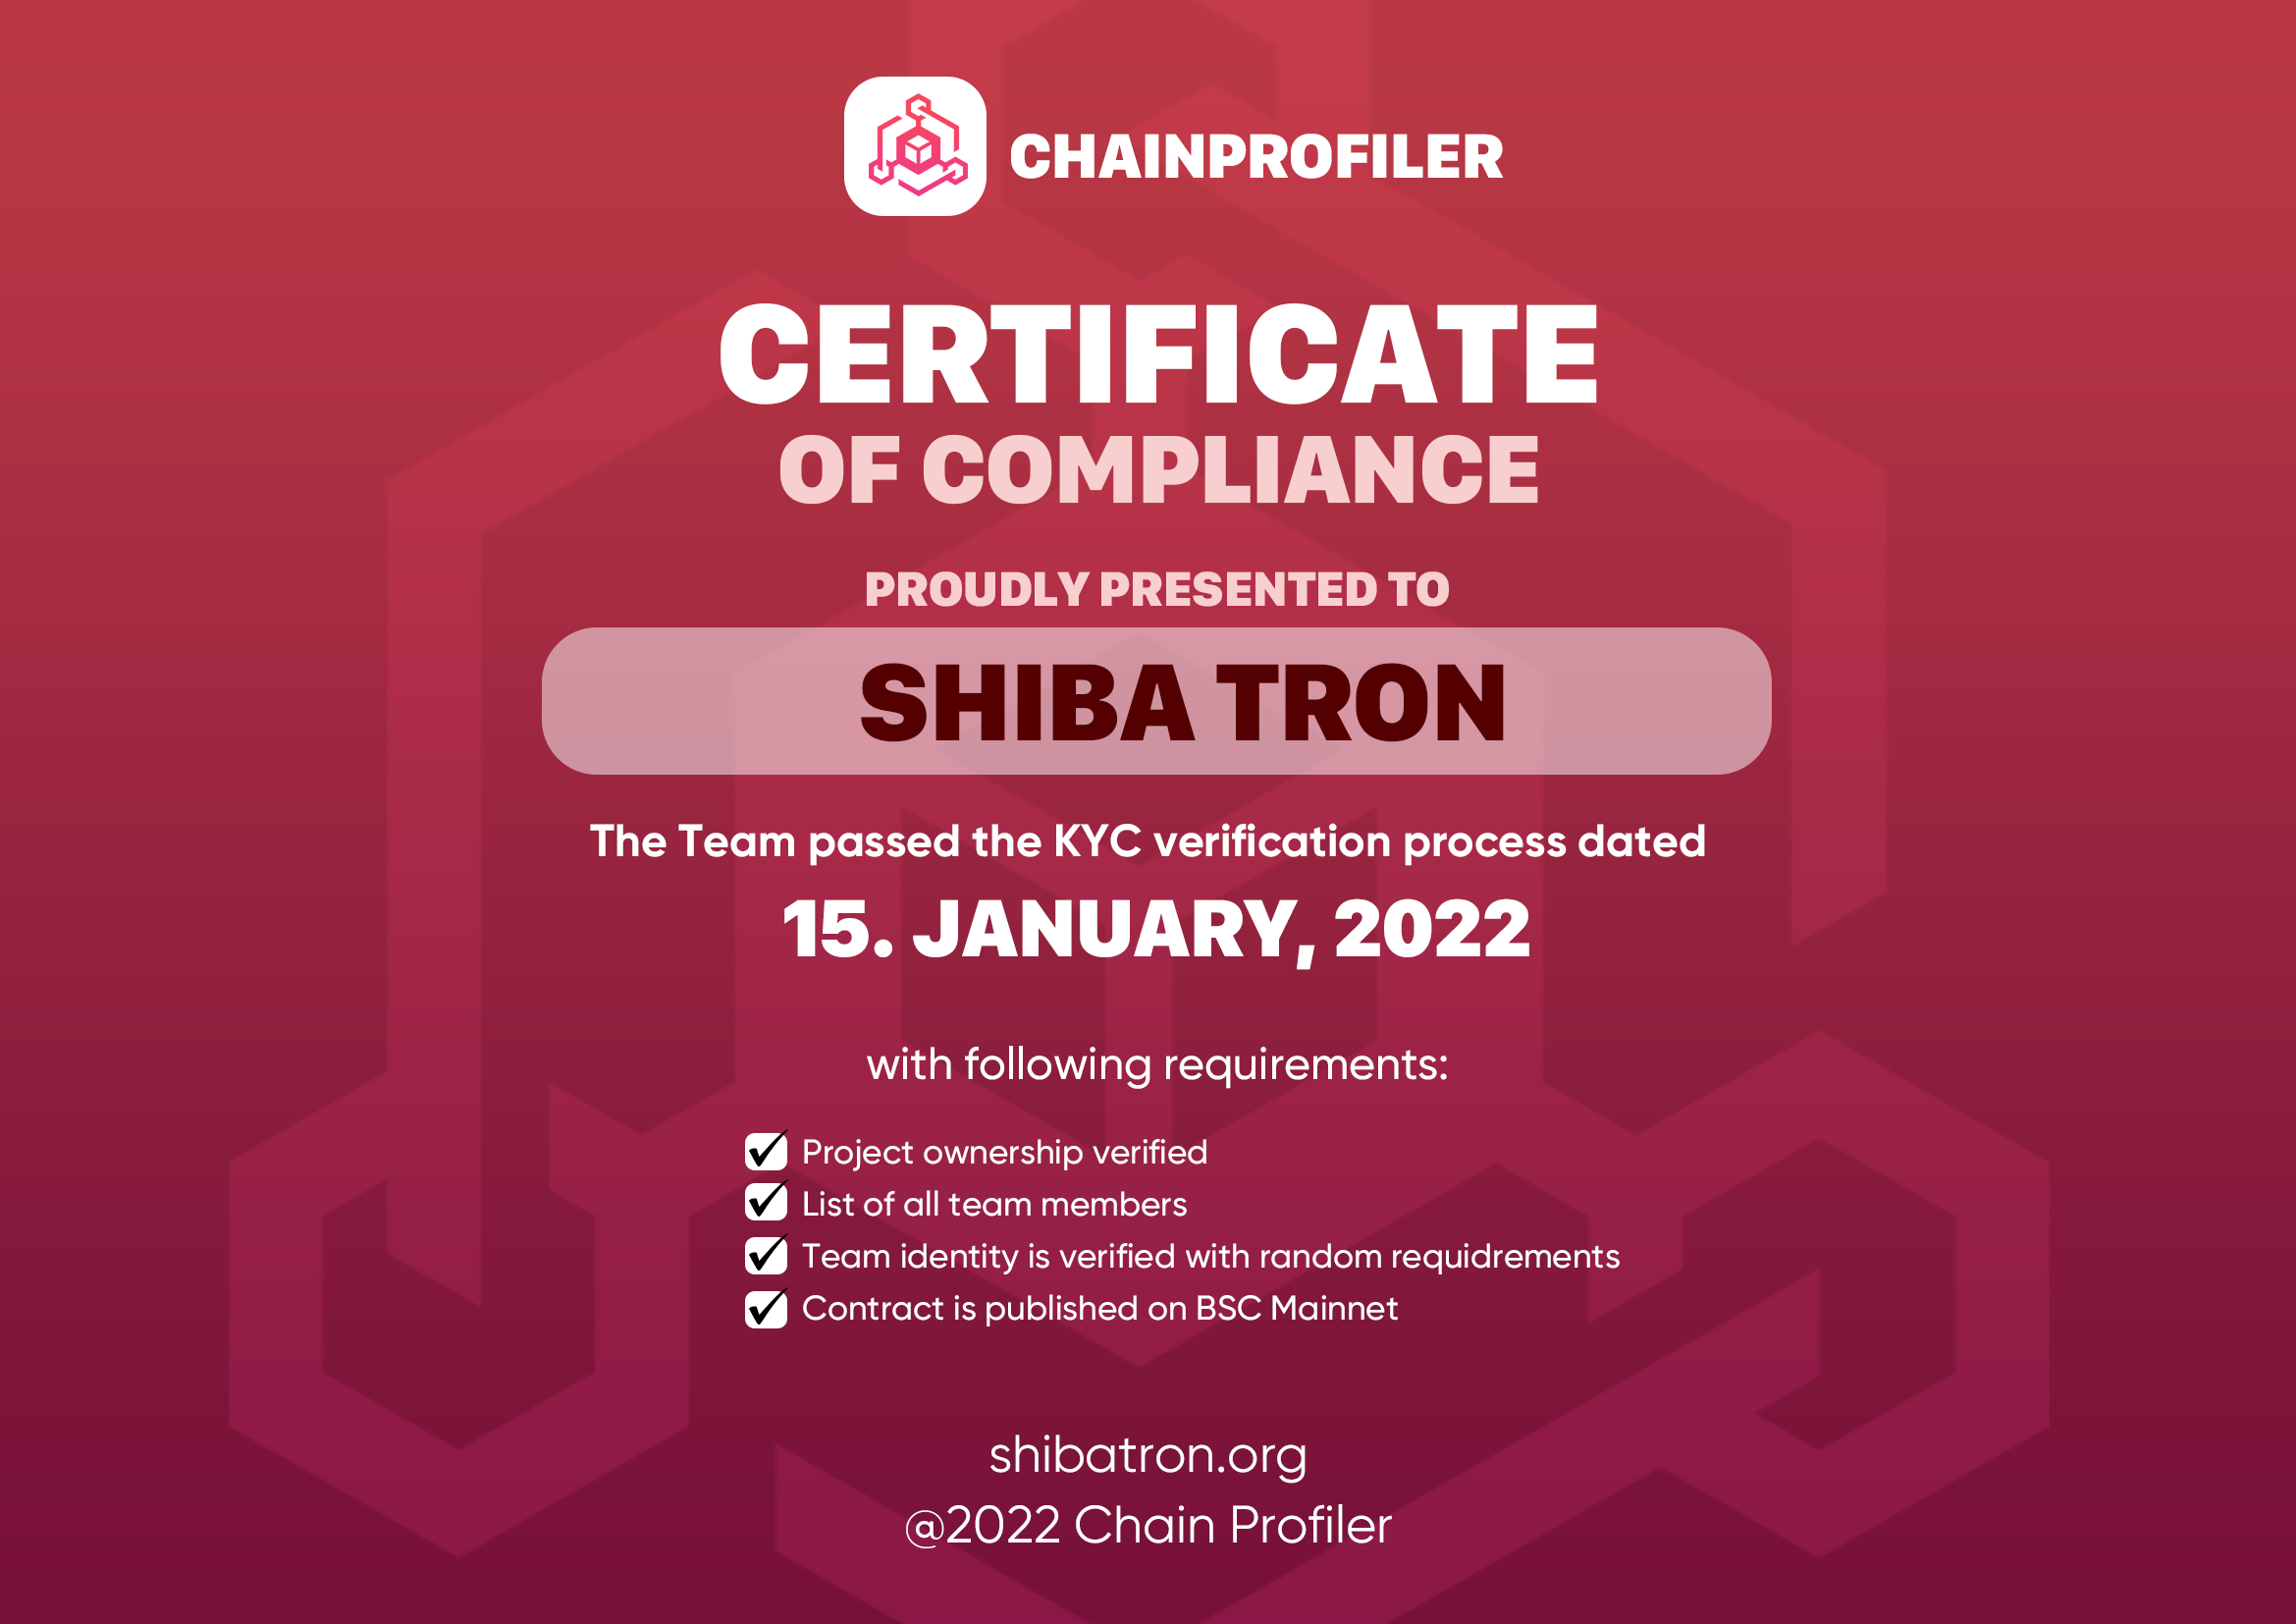 CHAINPROFILER
CERTIFICATE
OF COMPLIANCE
PROUDLY PRESENTED TO
SHIBA TRON
The Team passed the KYC verification process dated
15. JANUARY, 2022
with following requirements:
Project ownership verified
List of all team members
Team identity is verified with random requidrements
Contract is published on BSC Mainnet
shibatron.org
@2022 Chain Profiler